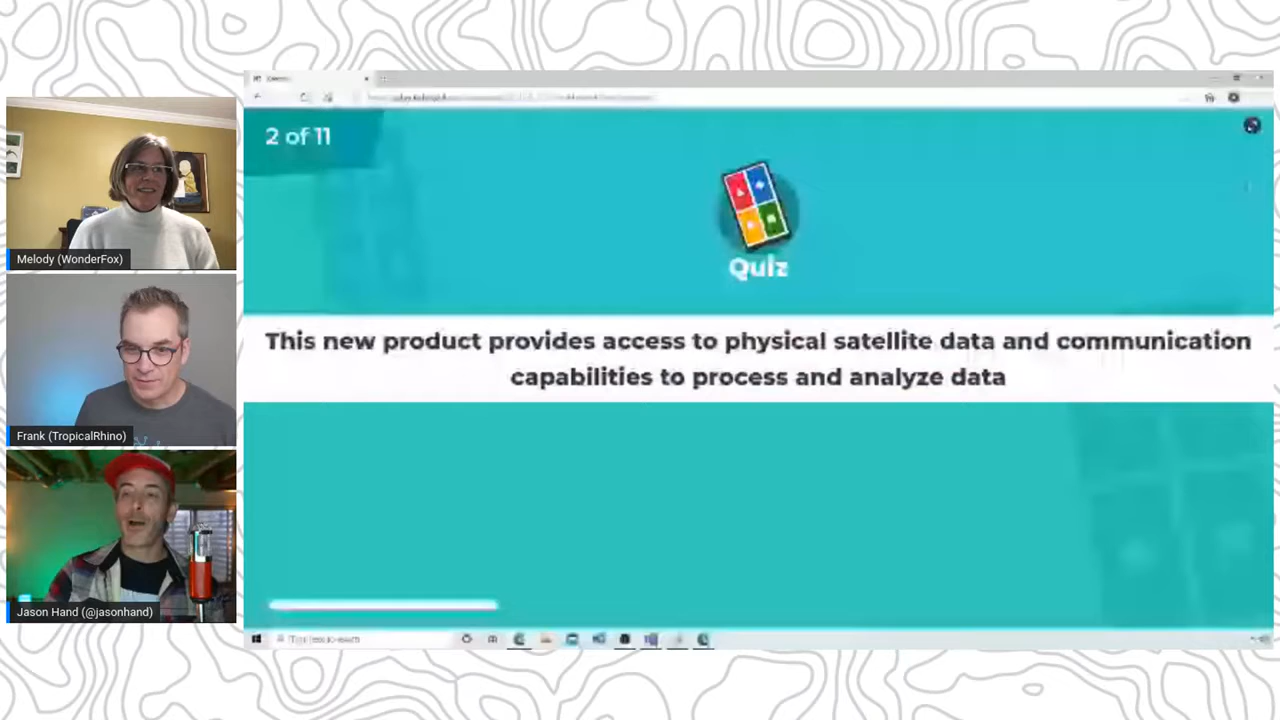 2 of 11
Quiz
This new product provides access to physical satellite data and communication
capabilities to process and analyze data
Melody (WonderFox)
Frank (TropicalRhino)
Jason Hand (@jasonhand)